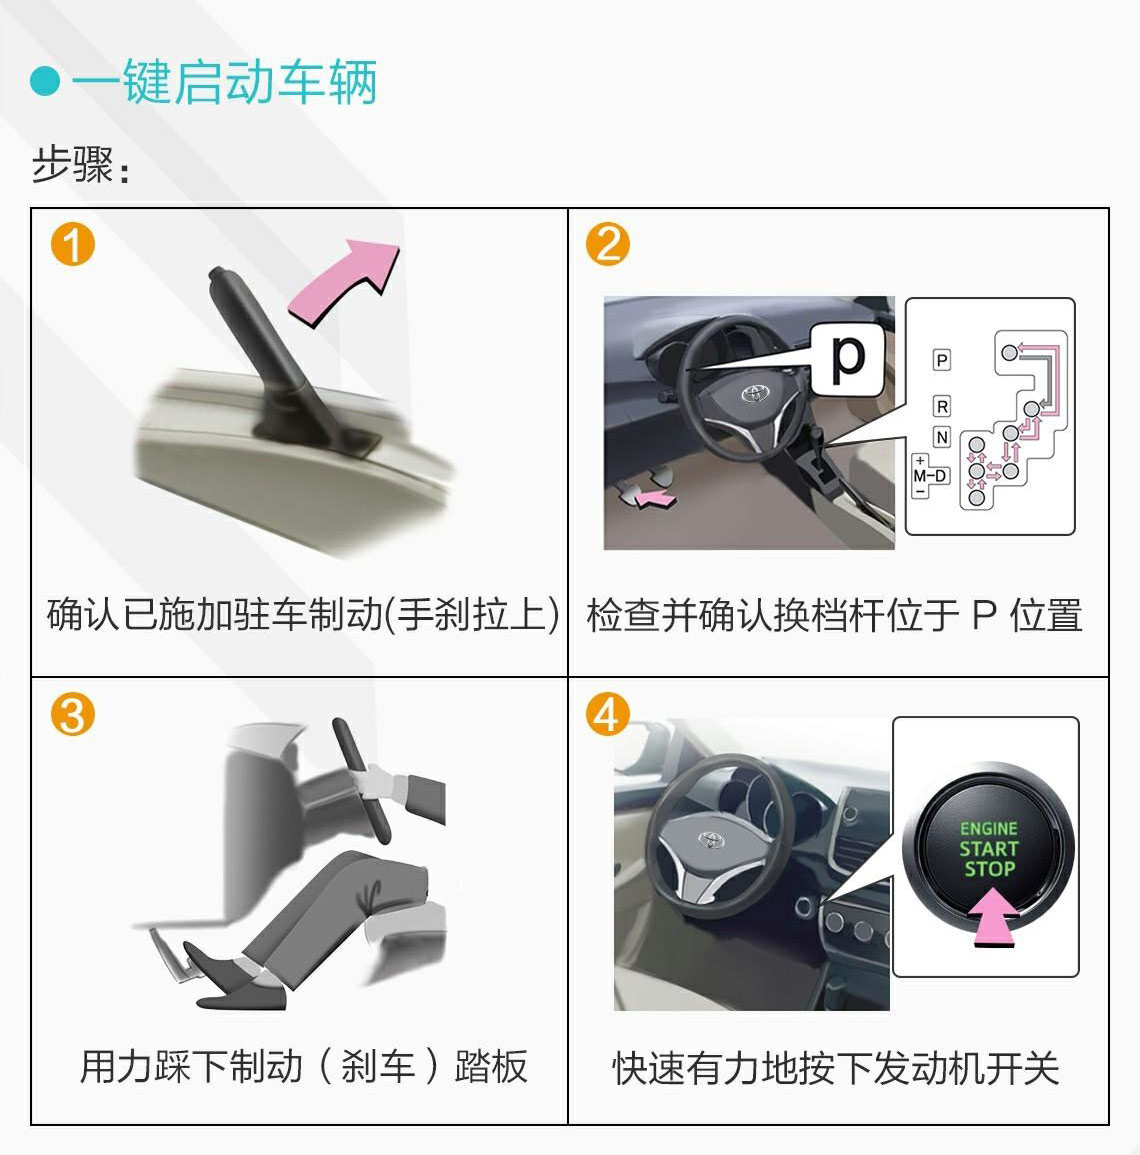 一键启动车辆
步骤：
1
确认已施加驻车制动(手刹拉上)
2
p
P
R
N
+
M-D
−
检查并确认换档杆位于 P 位置
3
用力踩下制动（刹车）踏板
4
ENGINE
START
STOP
快速有力地按下发动机开关